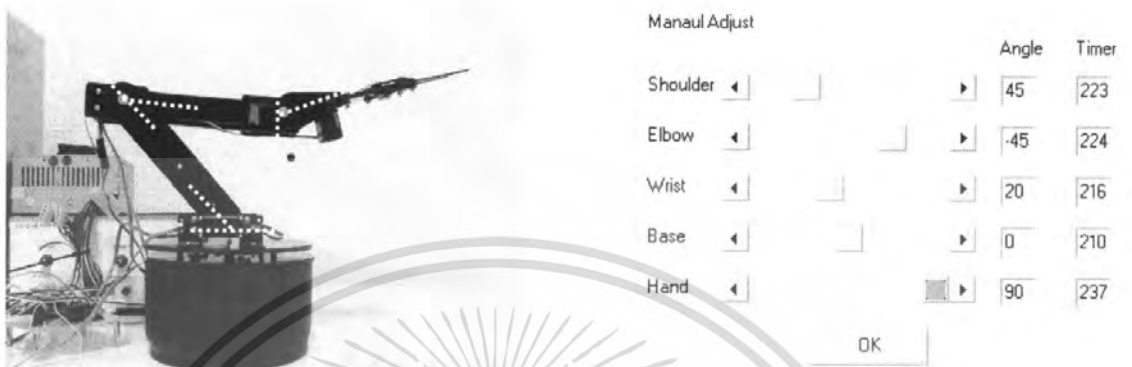 Manaul Adjust
Angle Timer
Shoulder 45 223
Elbow -45 224
Wrist 20 216
Base 0 210
Hand 90 237
OK